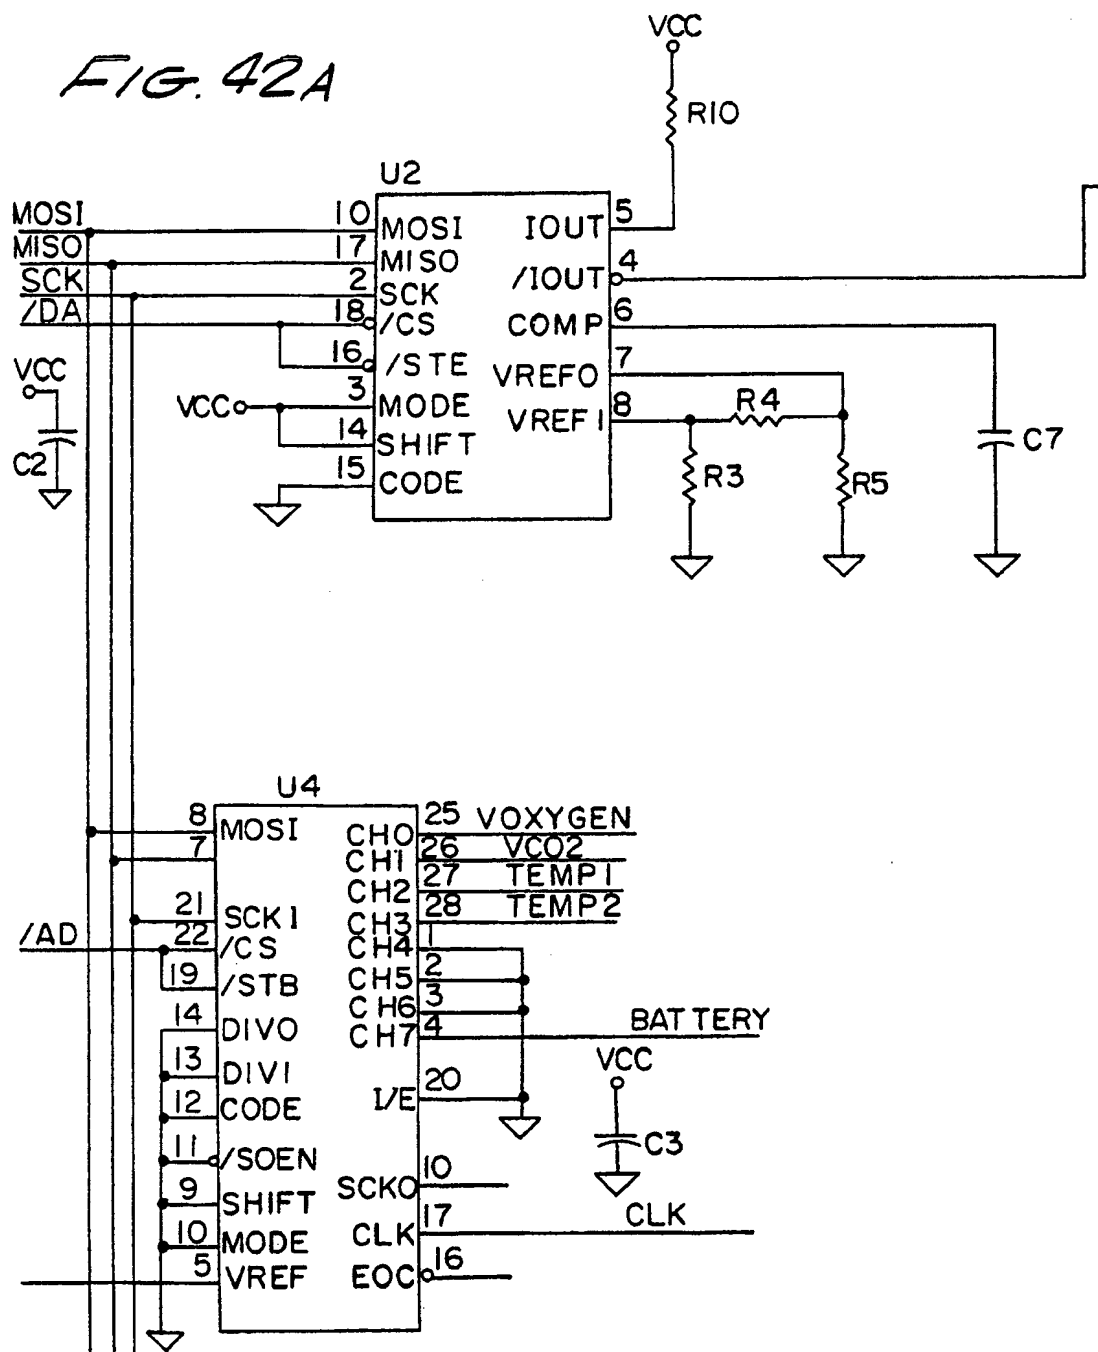 FIG. 42A
VCC
R10
U2
MOSI 10 MOSI IOUT 5
MISO 17 MISO /IOUT 4
SCK 2 SCK
/DA 18 /CS COMP 6
16 /STE VREF0 7
VCC 3 MODE VREF1 8 R4
14 SHIFT
15 CODE
VCC
C2
R3
R5
C7
U4
8 MOSI CH0 25 VOXYGEN
7 CH1 26 VCO2
CH2 27 TEMP1
21 SCK1 CH3 28 TEMP2
/AD 22 /CS CH4 1
19 /STB CH5 2
CH6 3
14 DIV0 CH7 4 BATTERY
13 DIV1 I/E 20 VCC
12 CODE
11 /SOEN C3
9 SHIFT SCKO 10
10 MODE CLK 17 CLK
5 VREF EOC 16